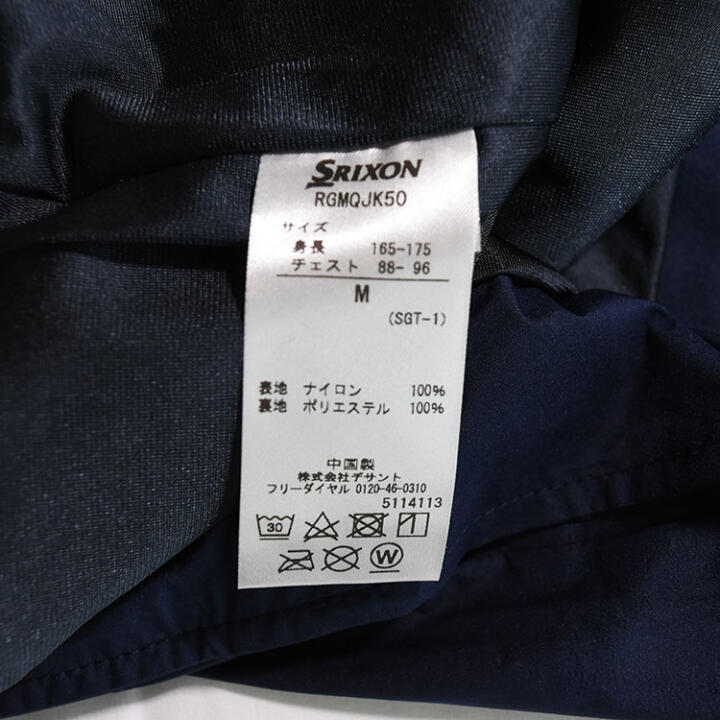 SRIXON
RGMQJK50
サイズ
身長 165-175
チェスト 88- 96
M
(SGT-1)
表地 ナイロン 100%
裏地 ポリエステル 100%
中国製
株式会社デサント
フリーダイヤル 0120-46-0310
5114113
30
W